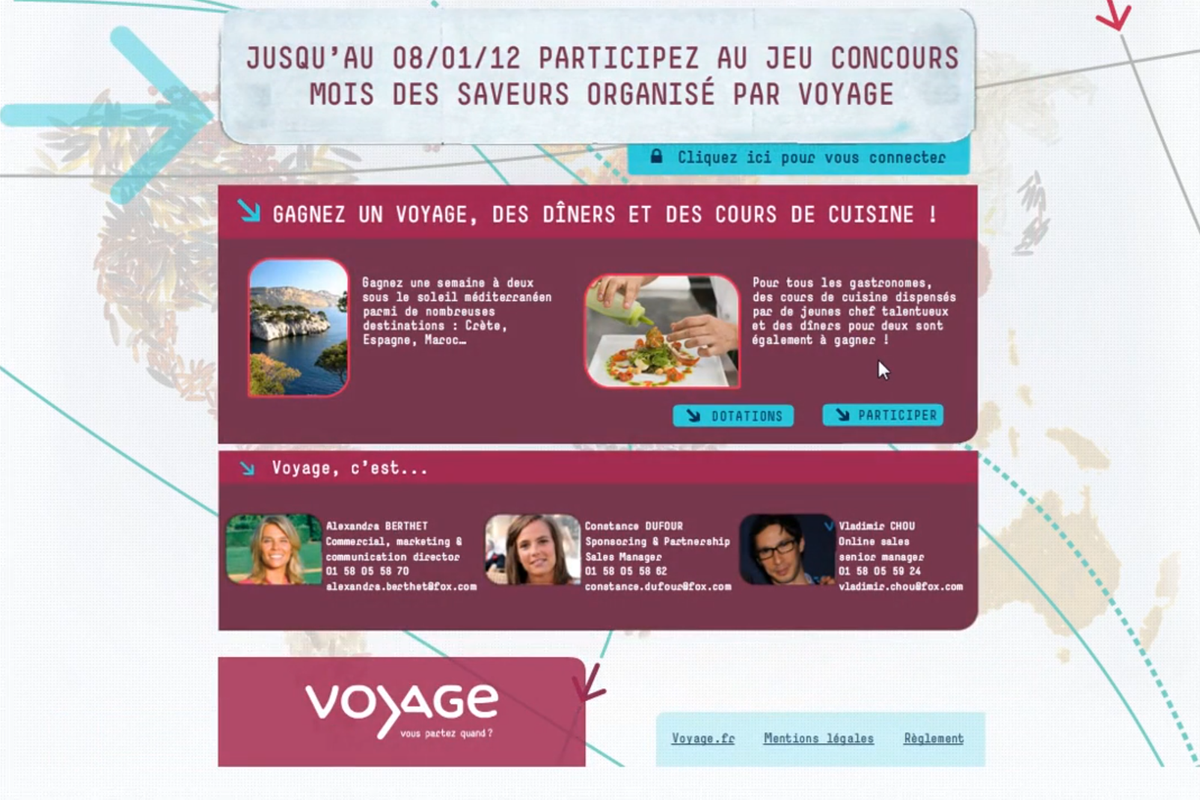 JUSQU'AU 08/01/12 PARTICIPEZ AU JEU CONCOURS
MOIS DES SAVEURS ORGANISÉ PAR VOYAGE
Cliquez ici pour vous connecter
GAGNEZ UN VOYAGE, DES DÎNERS ET DES COURS DE CUISINE !
Gagnez une semaine à deux
sous le soleil méditerranéen
parmi de nombreuses
destinations : Crète,
Espagne, Maroc…
Pour tous les gastronomes,
des cours de cuisine dispensés
par de jeunes chef talentueux
et des dîners pour deux sont
également à gagner !
DOTATIONS
PARTICIPER
Voyage, c'est...
Alexandra BERTHET
Commercial, marketing &
communication director
01 58 05 58 70
alexandra.berthet@fox.com
Constance DUFOUR
Sponsoring & Partnership
Sales Manager
01 58 05 58 62
constance.dufour@fox.com
Vladimir CHOU
Online sales
senior manager
01 58 05 59 24
vladimir.chou@fox.com
VOYAGE
vous partez quand ?
Voyage.fr
Mentions légales
Règlement